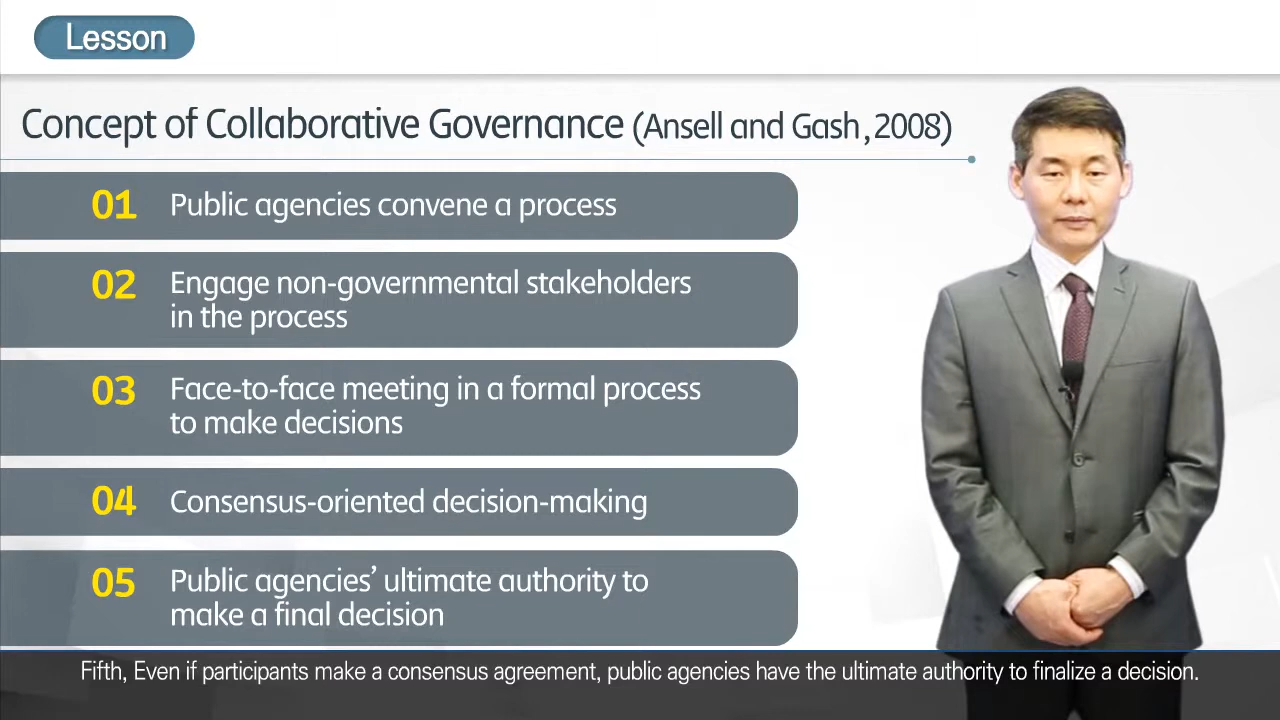 Lesson
Concept of Collaborative Governance (Ansell and Gash, 2008)
01 Public agencies convene a process
02 Engage non-governmental stakeholders
in the process
03 Face-to-face meeting in a formal process
to make decisions
04 Consensus-oriented decision-making
05 Public agencies’ ultimate authority to
make a final decision
Fifth, Even if participants make a consensus agreement, public agencies have the ultimate authority to finalize a decision.